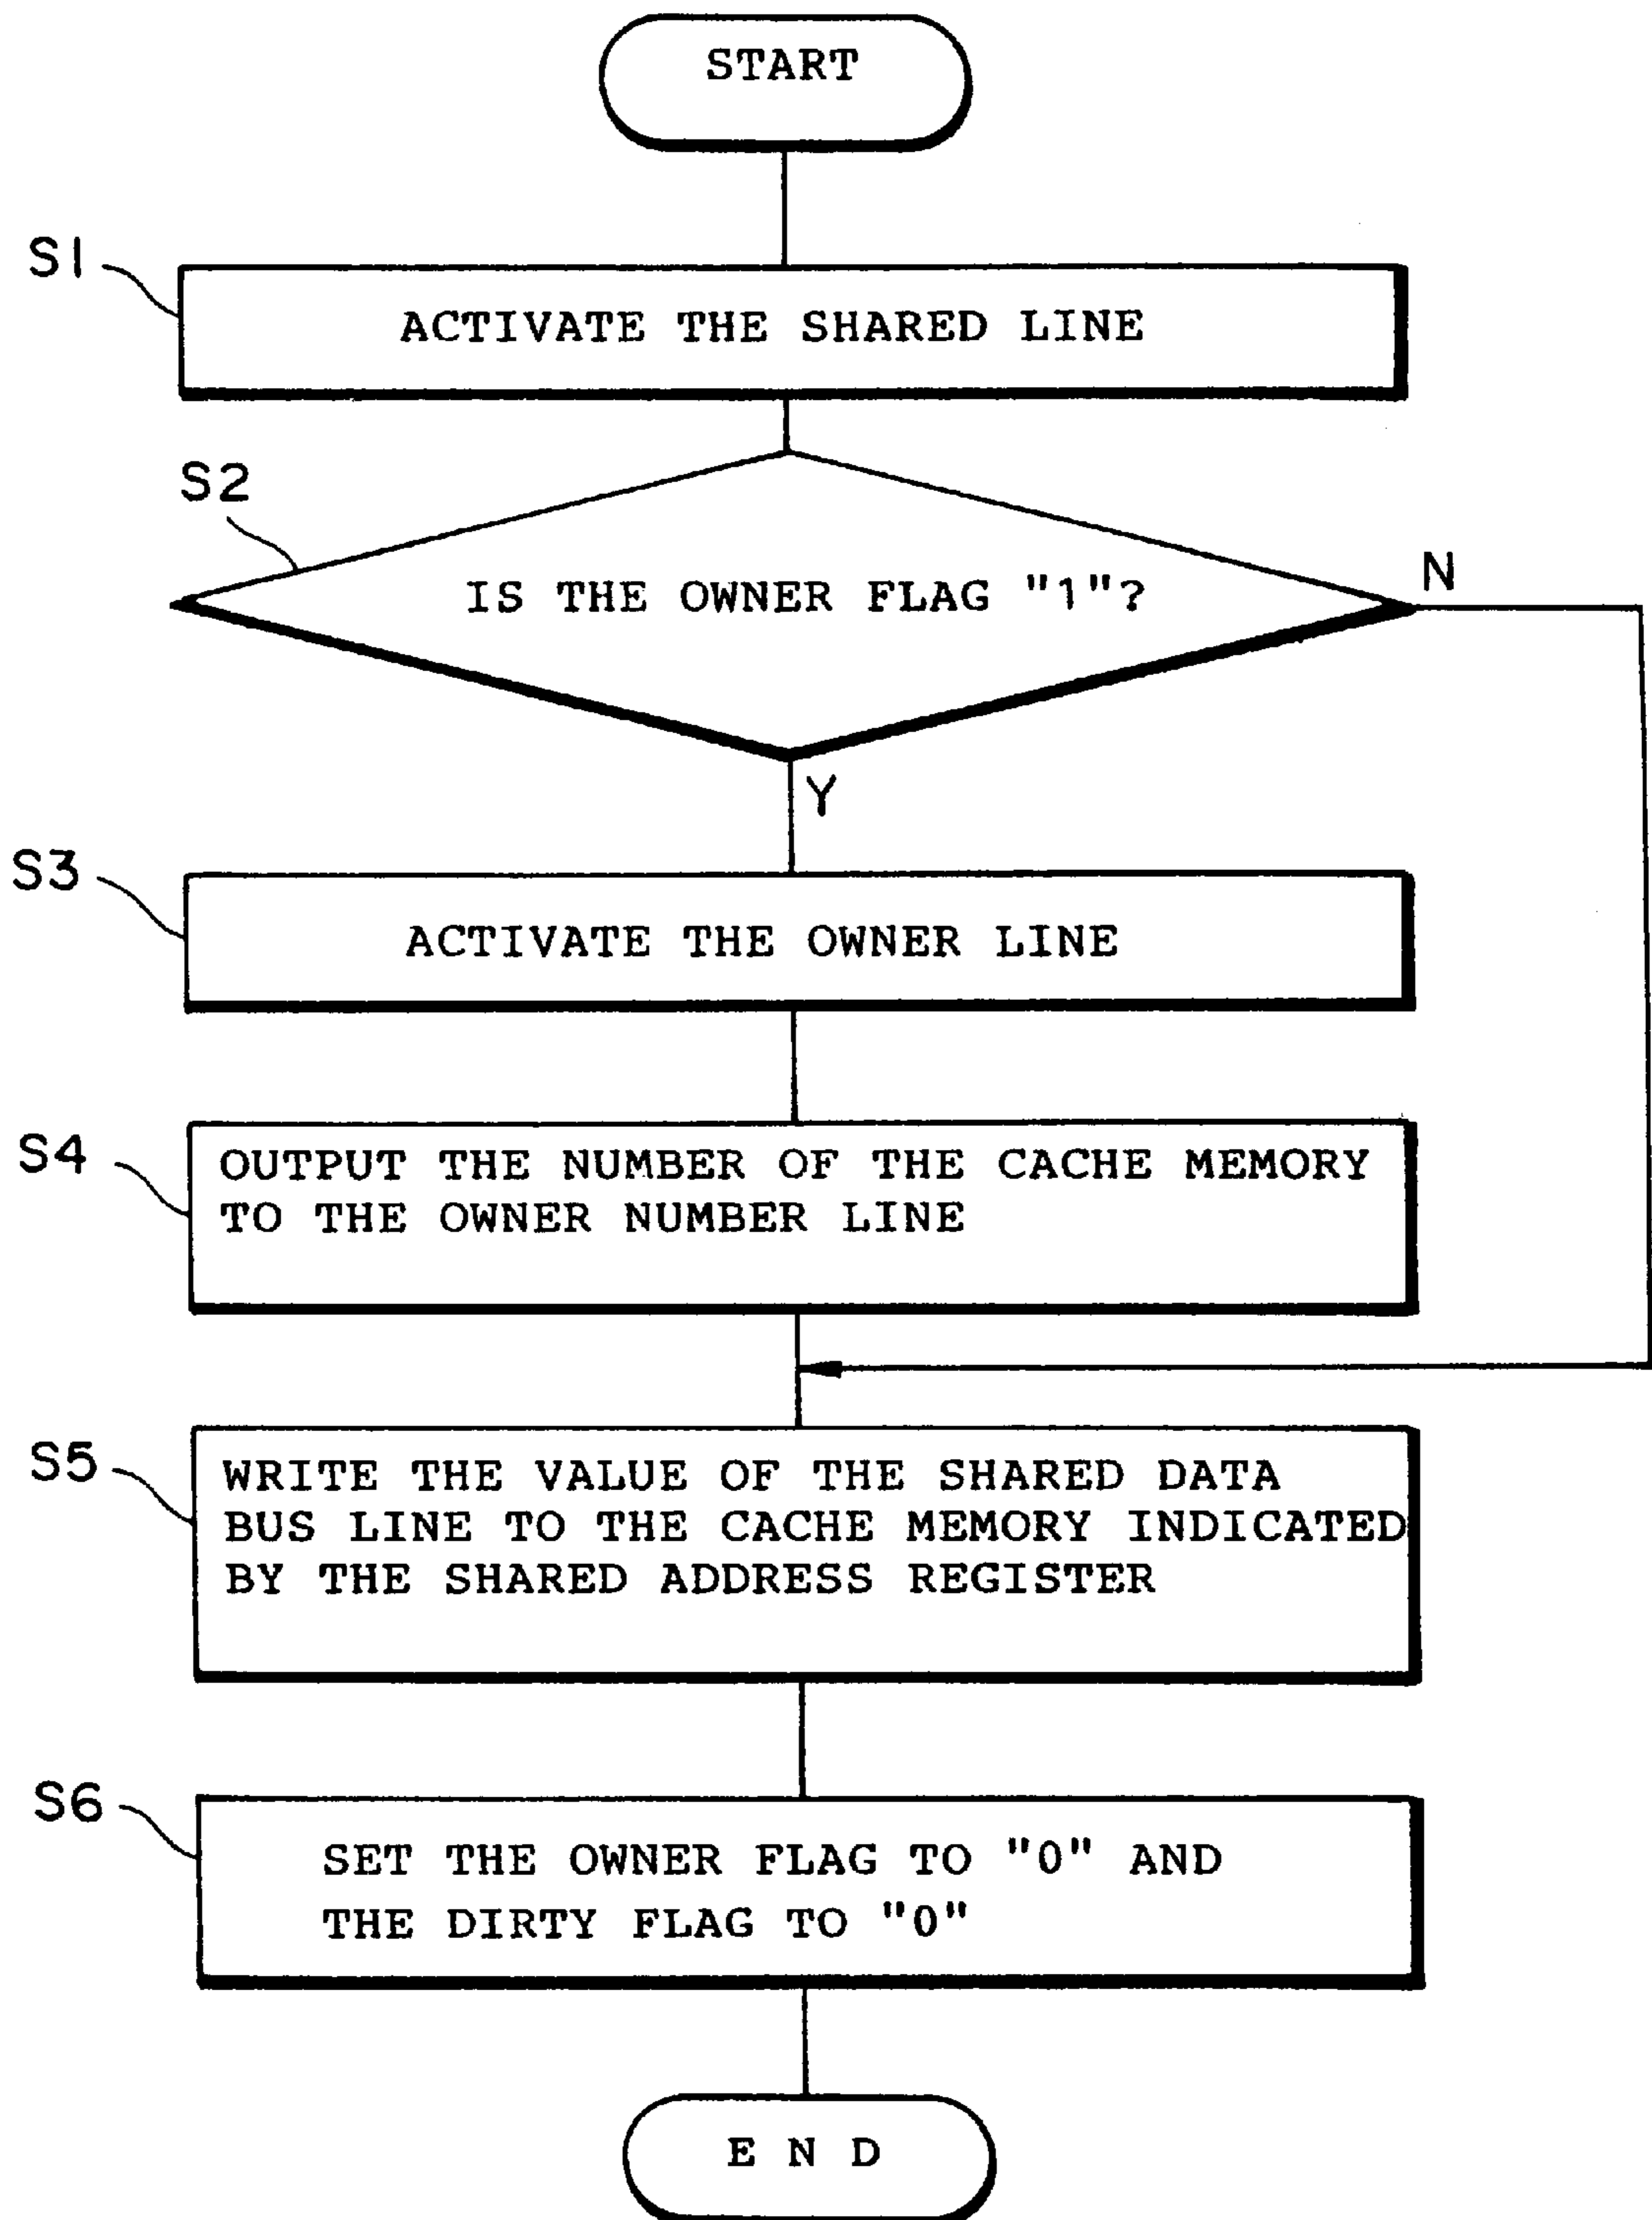 START
S1
ACTIVATE THE SHARED LINE
S2
IS THE OWNER FLAG "1"?
N
Y
S3
ACTIVATE THE OWNER LINE
S4
OUTPUT THE NUMBER OF THE CACHE MEMORY
TO THE OWNER NUMBER LINE
S5
WRITE THE VALUE OF THE SHARED DATA
BUS LINE TO THE CACHE MEMORY INDICATED
BY THE SHARED ADDRESS REGISTER
S6
SET THE OWNER FLAG TO "0" AND
THE DIRTY FLAG TO "0"
E N D